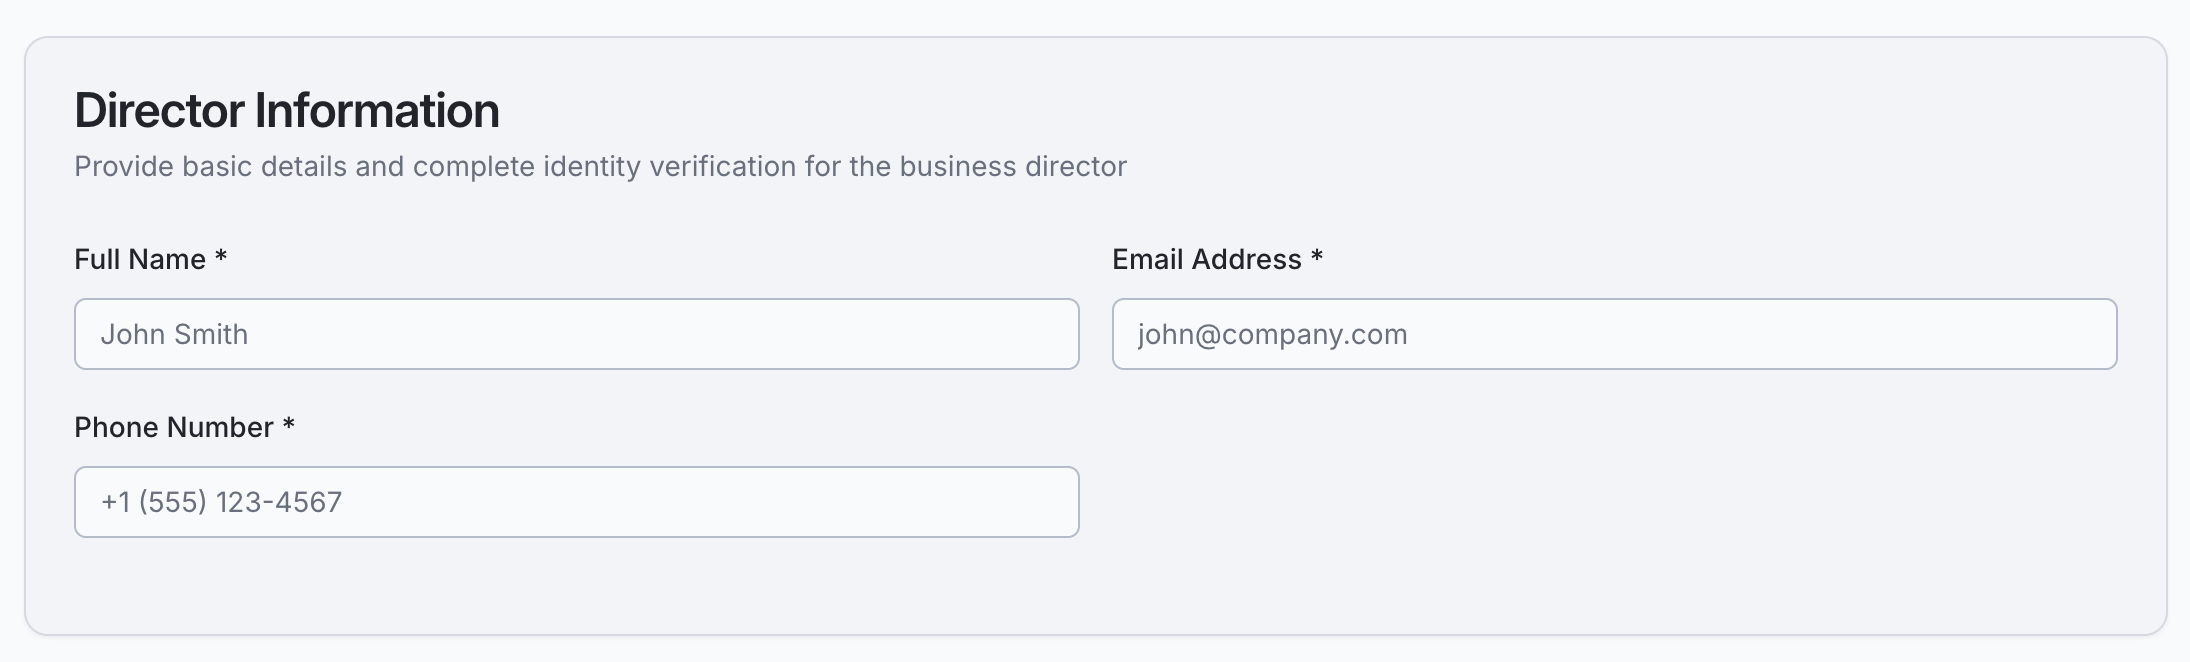 Director Information
Provide basic details and complete identity verification for the business director
Full Name *
John Smith
Email Address *
john@company.com
Phone Number *
+1 (555) 123-4567